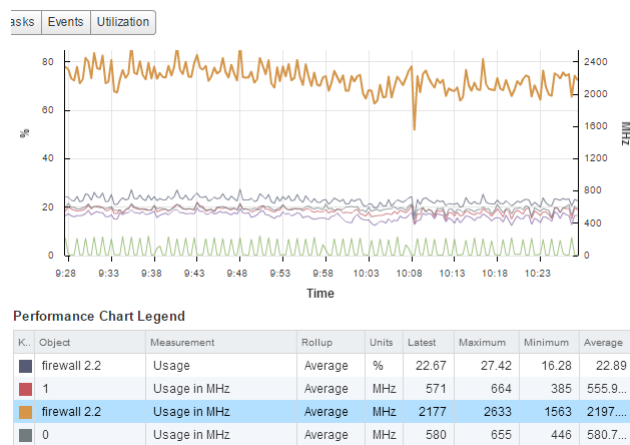 asks Events Utilization
80 2400
2000
60
1600
% MHz
40 1200
800
20
400
0 0
9:28 9:33 9:38 9:43 9:48 9:53 9:58 10:03 10:08 10:13 10:18 10:23
Time
Performance Chart Legend
K.. Object Measurement Rollup Units Latest Maximum Minimum Average
firewall 2.2 Usage Average % 22.67 27.42 16.28 22.89
1 Usage in MHz Average MHz 571 664 385 555.9...
firewall 2.2 Usage in MHz Average MHz 2177 2633 1563 2197....
0 Usage in MHz Average MHz 580 655 446 580.7...